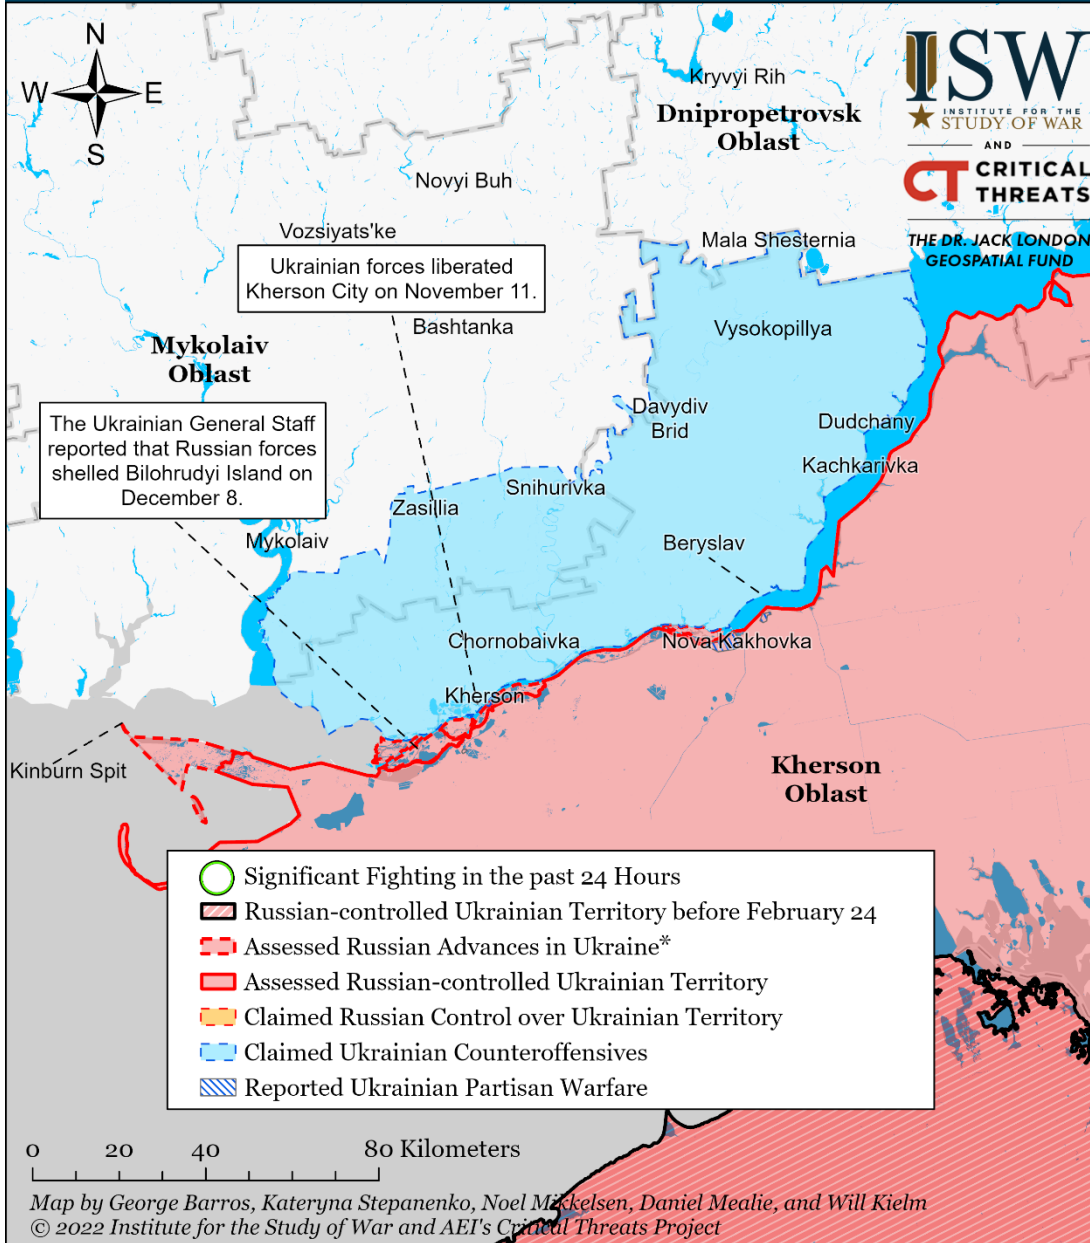 N
W
E
S
ISW
INSTITUTE FOR THE
STUDY OF WAR
AND
CT CRITICAL
THREATS
THE DR. JACK LONDON
GEOSPATIAL FUND
Kryvyi Rih
Dnipropetrovsk
Oblast
Novyi Buh
Vozsiyats'ke
Mala Shesternia
Ukrainian forces liberated
Kherson City on November 11.
Bashtanka
Vysokopillya
Mykolaiv
Oblast
The Ukrainian General Staff
reported that Russian forces
shelled Bilohrudyi Island on
December 8.
Davydiv
Brid
Dudchany
Kachkarivka
Snihurivka
Zasillia
Mykolaiv
Beryslav
Chornobaivka
Nova Kakhovka
Kherson
Kinburn Spit
Kherson
Oblast
Significant Fighting in the past 24 Hours
Russian-controlled Ukrainian Territory before February 24
Assessed Russian Advances in Ukraine*
Assessed Russian-controlled Ukrainian Territory
Claimed Russian Control over Ukrainian Territory
Claimed Ukrainian Counteroffensives
Reported Ukrainian Partisan Warfare
0 20 40 80 Kilometers
Map by George Barros, Kateryna Stepanenko, Noel Mikkelsen, Daniel Mealie, and Will Kielm
© 2022 Institute for the Study of War and AEI's Critical Threats Project